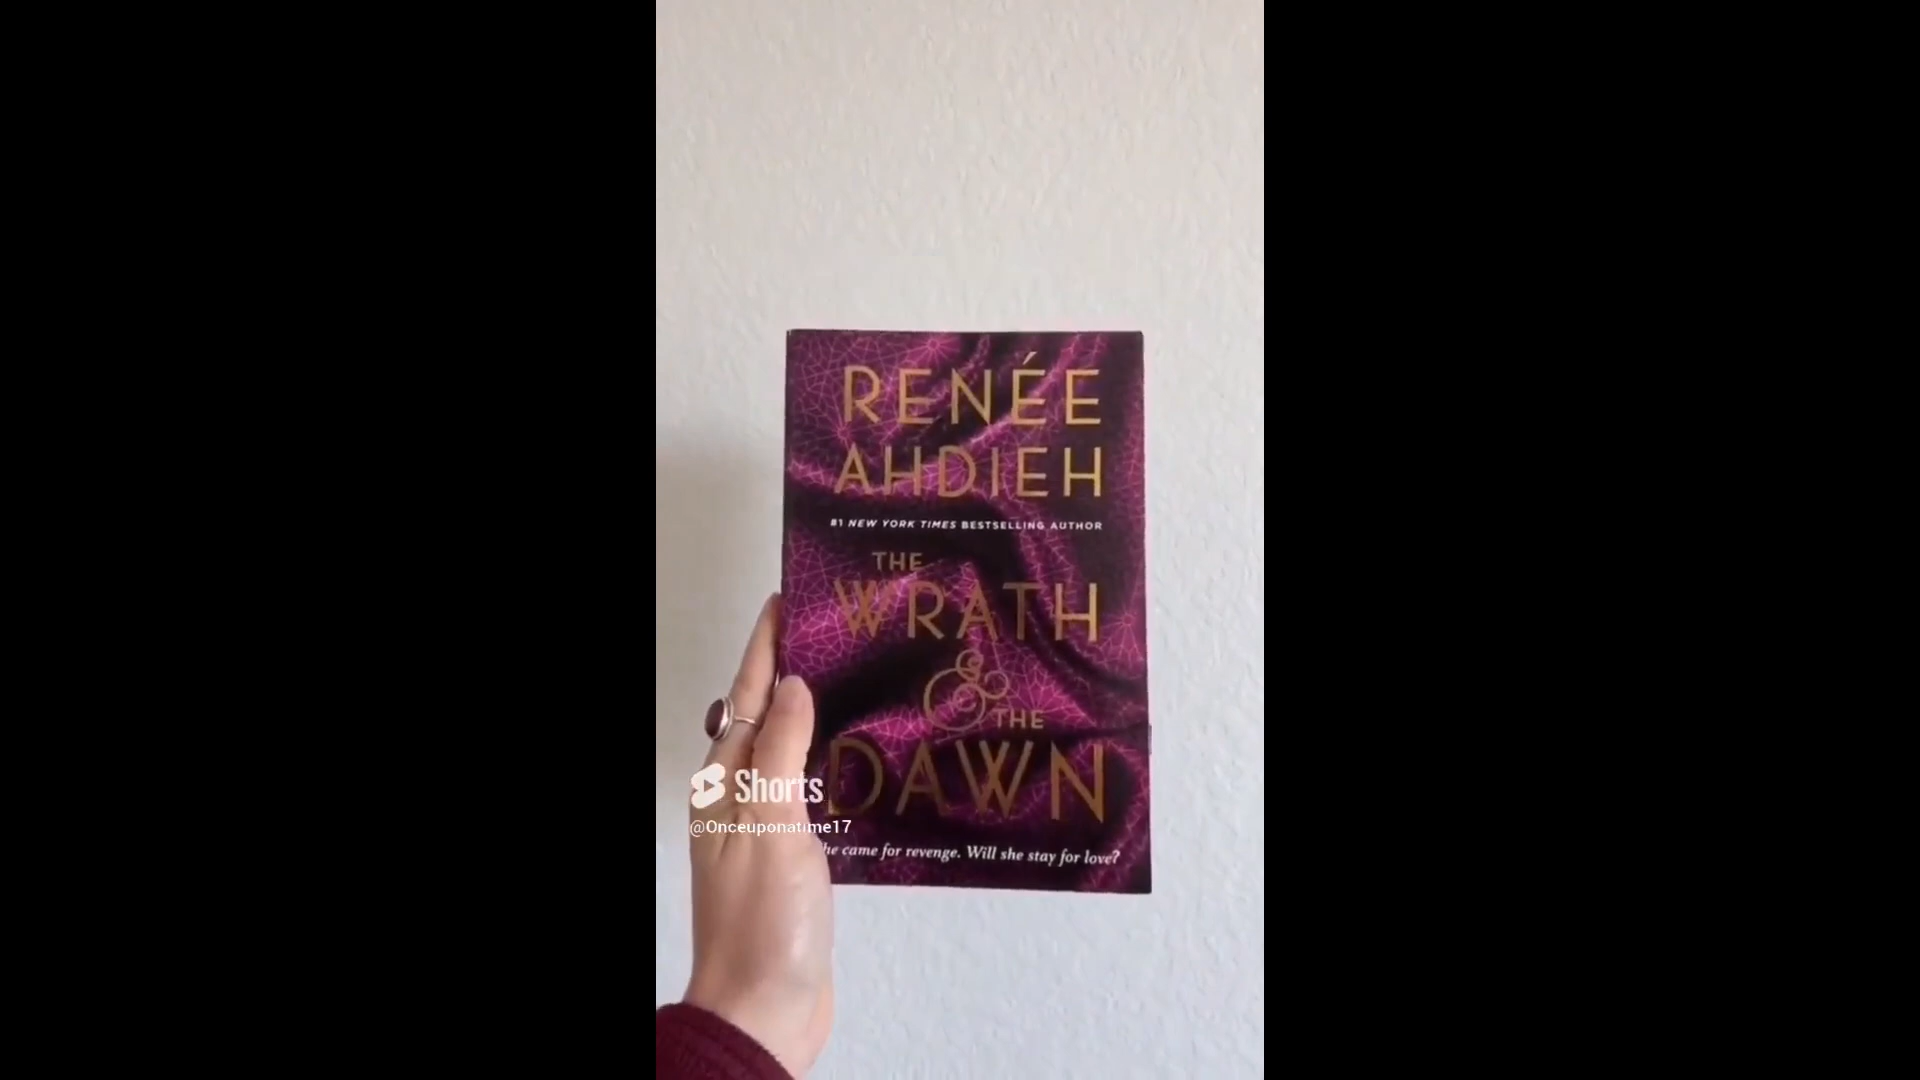 RENÉE
AHDIEH
#1 NEW YORK TIMES BESTSELLING AUTHOR
THE
WRATH
&
THE
DAWN
he came for revenge. Will she stay for love?
Shorts
@Onceuponatime17